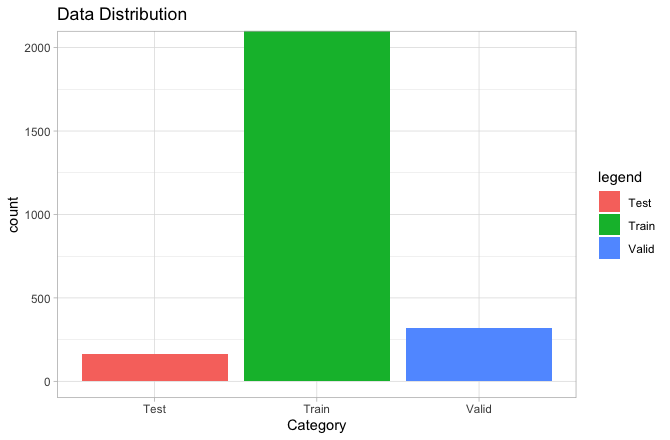 Data Distribution
2000
1500
1000
500
0
count
Test
Train
Valid
Category
legend
Test
Train
Valid